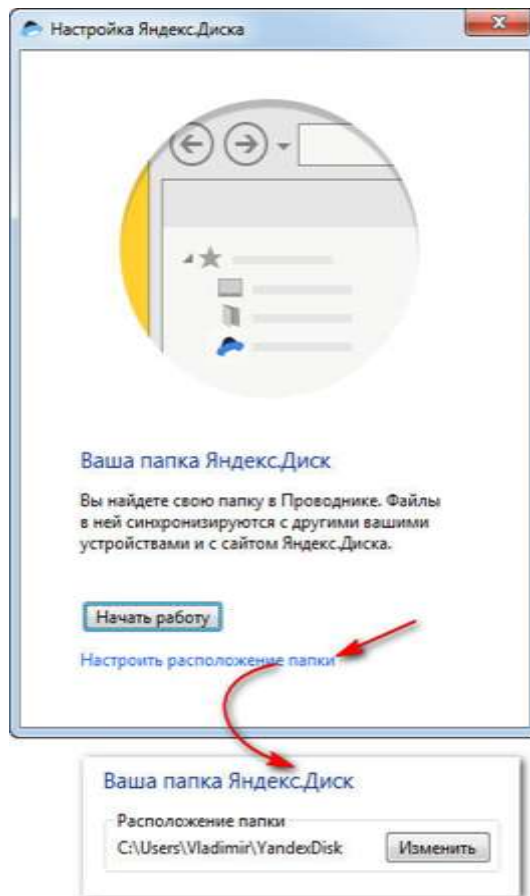 Настройка Яндекс.Диска
Ваша папка Яндекс.Диск
Вы найдете свою папку в Проводнике. Файлы
в ней синхронизируются с другими вашими
устройствами и с сайтом Яндекс.Диска.
Начать работу
Настроить расположение папки
Ваша папка Яндекс.Диск
Расположение папки
C:\Users\Vladimir\YandexDisk Изменить